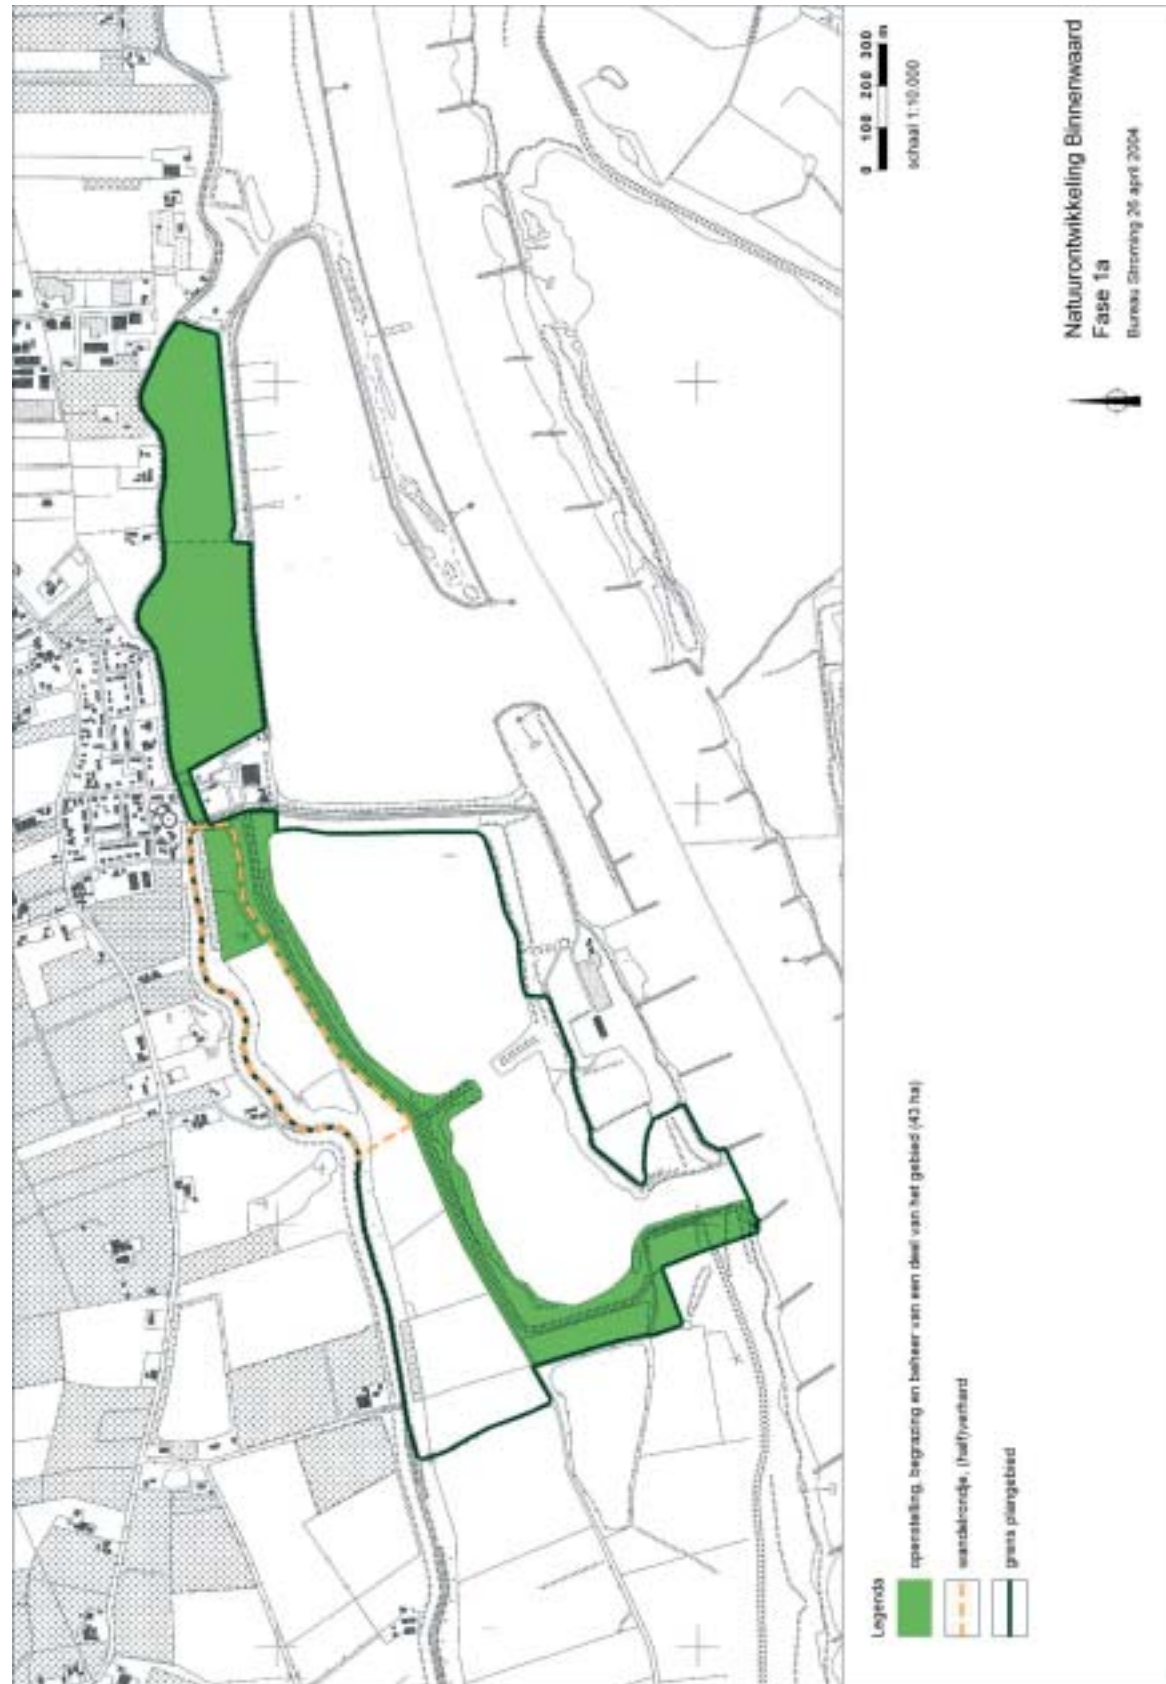 Legenda
openstelling, begrazing en beheer van een deel van het gebied (43 ha)
wandelrondje, (half)verhard
grens plangebied
0 100 200 300 m
schaal 1:10.000
Natuurontwikkeling Binnenwaard
Fase 1a
Bureau Stroming 26 april 2004